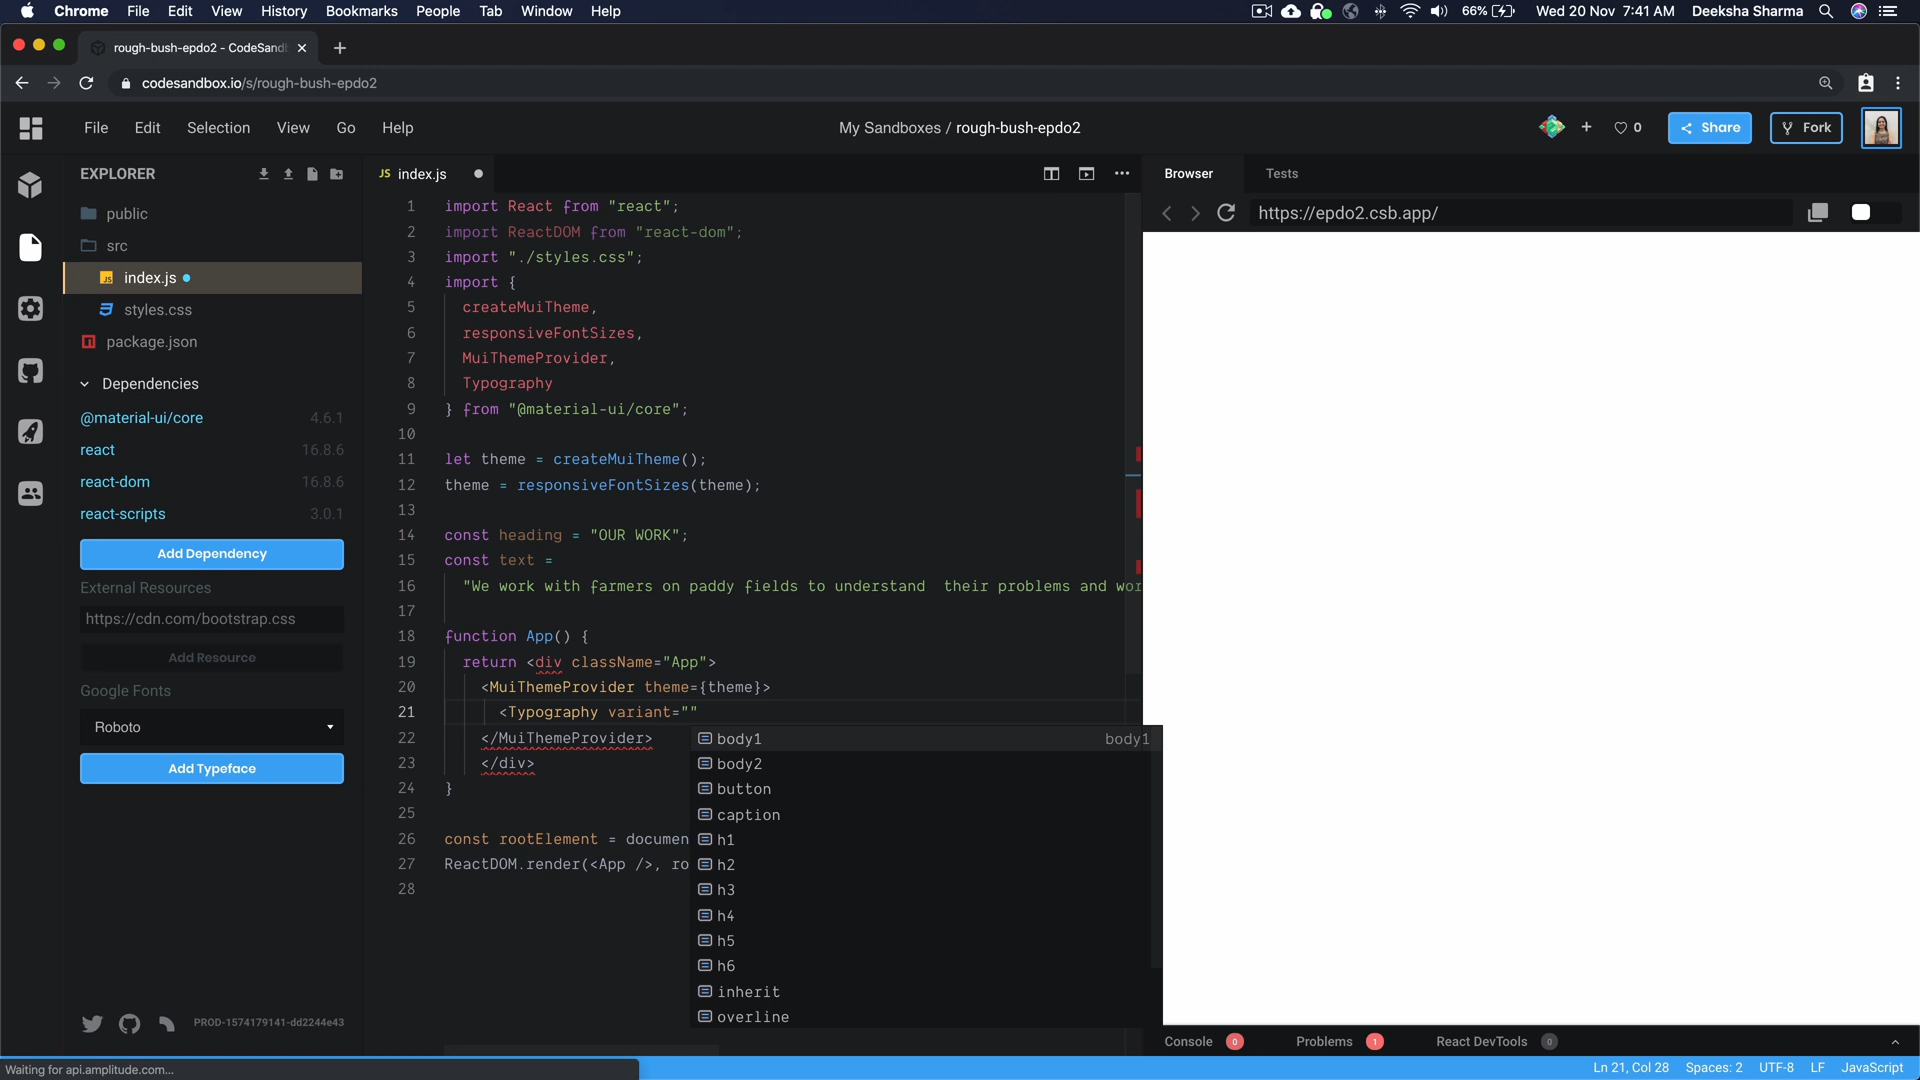 Chrome File Edit View History Bookmarks People Tab Window Help 66% Wed 20 Nov 7:41 AM Deeksha Sharma
rough-bush-epdo2 - CodeSandb
codesandbox.io/s/rough-bush-epdo2
File Edit Selection View Go Help My Sandboxes / rough-bush-epdo2 0 Share Fork
EXPLORER
public
src
JS index.js
styles.css
package.json
Dependencies
@material-ui/core 4.6.1
react 16.8.6
react-dom 16.8.6
react-scripts 3.0.1
Add Dependency
External Resources
https://cdn.com/bootstrap.css
Add Resource
Google Fonts
Roboto
Add Typeface
PROD-1574179141-dd2244e43
JS index.js
1 import React from "react";
2 import ReactDOM from "react-dom";
3 import "./styles.css";
4 import {
5 createMuiTheme,
6 responsiveFontSizes,
7 MuiThemeProvider,
8 Typography
9 } from "@material-ui/core";
10
11 let theme = createMuiTheme();
12 theme = responsiveFontSizes(theme);
13
14 const heading = "OUR WORK";
15 const text =
16 "We work with farmers on paddy fields to understand  their problems and wor
17
18 function App() {
19 return <div className="App">
20 <MuiThemeProvider theme={theme}>
21 <Typography variant=""
22 </MuiThemeProvider>
23 </div>
24 }
25
26 const rootElement = documen
27 ReactDOM.render(<App />, ro
28
body1 body1
body2
button
caption
h1
h2
h3
h4
h5
h6
inherit
overline
Browser Tests
https://epdo2.csb.app/
Console 0 Problems 1 React DevTools 0
Waiting for api.amplitude.com...
Ln 21, Col 28 Spaces: 2 UTF-8 LF JavaScript